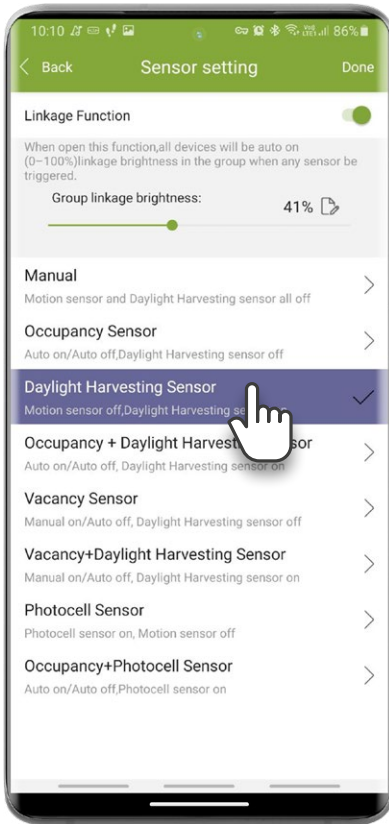 10:10 86%
Back Sensor setting Done
Linkage Function
When open this function,all devices will be auto on
(0–100%)linkage brightness in the group when any sensor be
triggered.
Group linkage brightness: 41%
Manual
Motion sensor and Daylight Harvesting sensor all off
Occupancy Sensor
Auto on/Auto off,Daylight Harvesting sensor off
Daylight Harvesting Sensor
Motion sensor off,Daylight Harvesting
Occupancy + Daylight
Auto on/Auto off, Daylight Harvesting sensor on
Vacancy Sensor
Manual on/Auto off, Daylight Harvesting sensor off
Vacancy+Daylight Harvesting Sensor
Manual on/Auto off, Daylight Harvesting sensor on
Photocell Sensor
Photocell sensor on, Motion sensor off
Occupancy+Photocell Sensor
Auto on/Auto off,Photocell sensor on